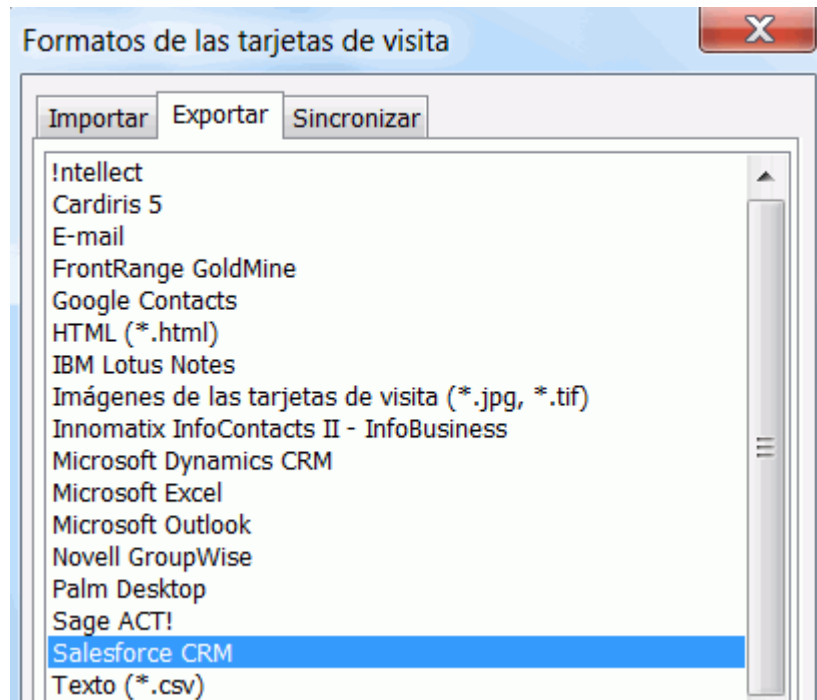 Formatos de las tarjetas de visita
X
Importar Exportar Sincronizar
!ntellect
Cardiris 5
E-mail
FrontRange GoldMine
Google Contacts
HTML (*.html)
IBM Lotus Notes
Imágenes de las tarjetas de visita (*.jpg, *.tif)
Innomatix InfoContacts II - InfoBusiness
Microsoft Dynamics CRM
Microsoft Excel
Microsoft Outlook
Novell GroupWise
Palm Desktop
Sage ACT!
Salesforce CRM
Texto (*.csv)